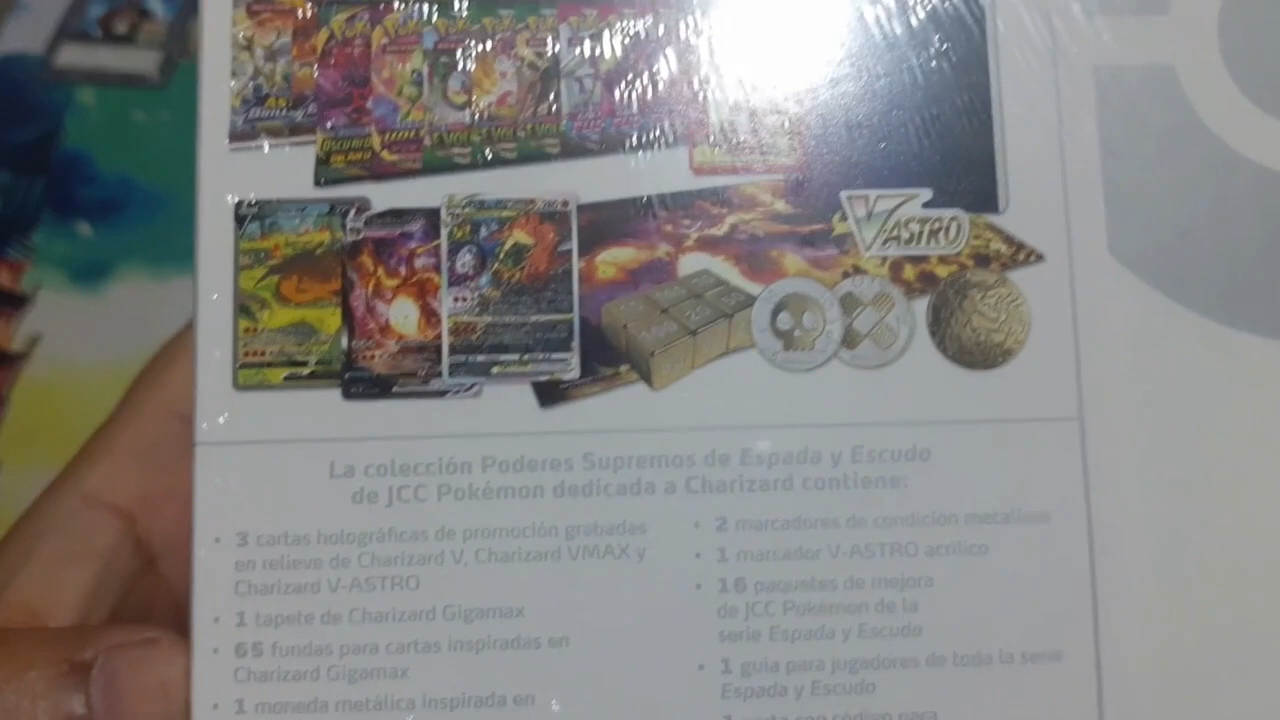 V-ASTRO
La colección Poderes Supremos de Espada y Escudo
de JCC Pokémon dedicada a Charizard contiene:
• 3 cartas holográficas de promoción grabadas
en relieve de Charizard V, Charizard VMAX y
Charizard V-ASTRO
• 1 tapete de Charizard Gigamax
• 65 fundas para cartas inspiradas en
Charizard Gigamax
• 1 moneda metálica inspirada en
• 2 marcadores de condición metálicos
• 1 marcador V-ASTRO acrílico
• 16 paquetes de mejora
de JCC Pokémon de la
serie Espada y Escudo
• 1 guía para jugadores de toda la serie
Espada y Escudo